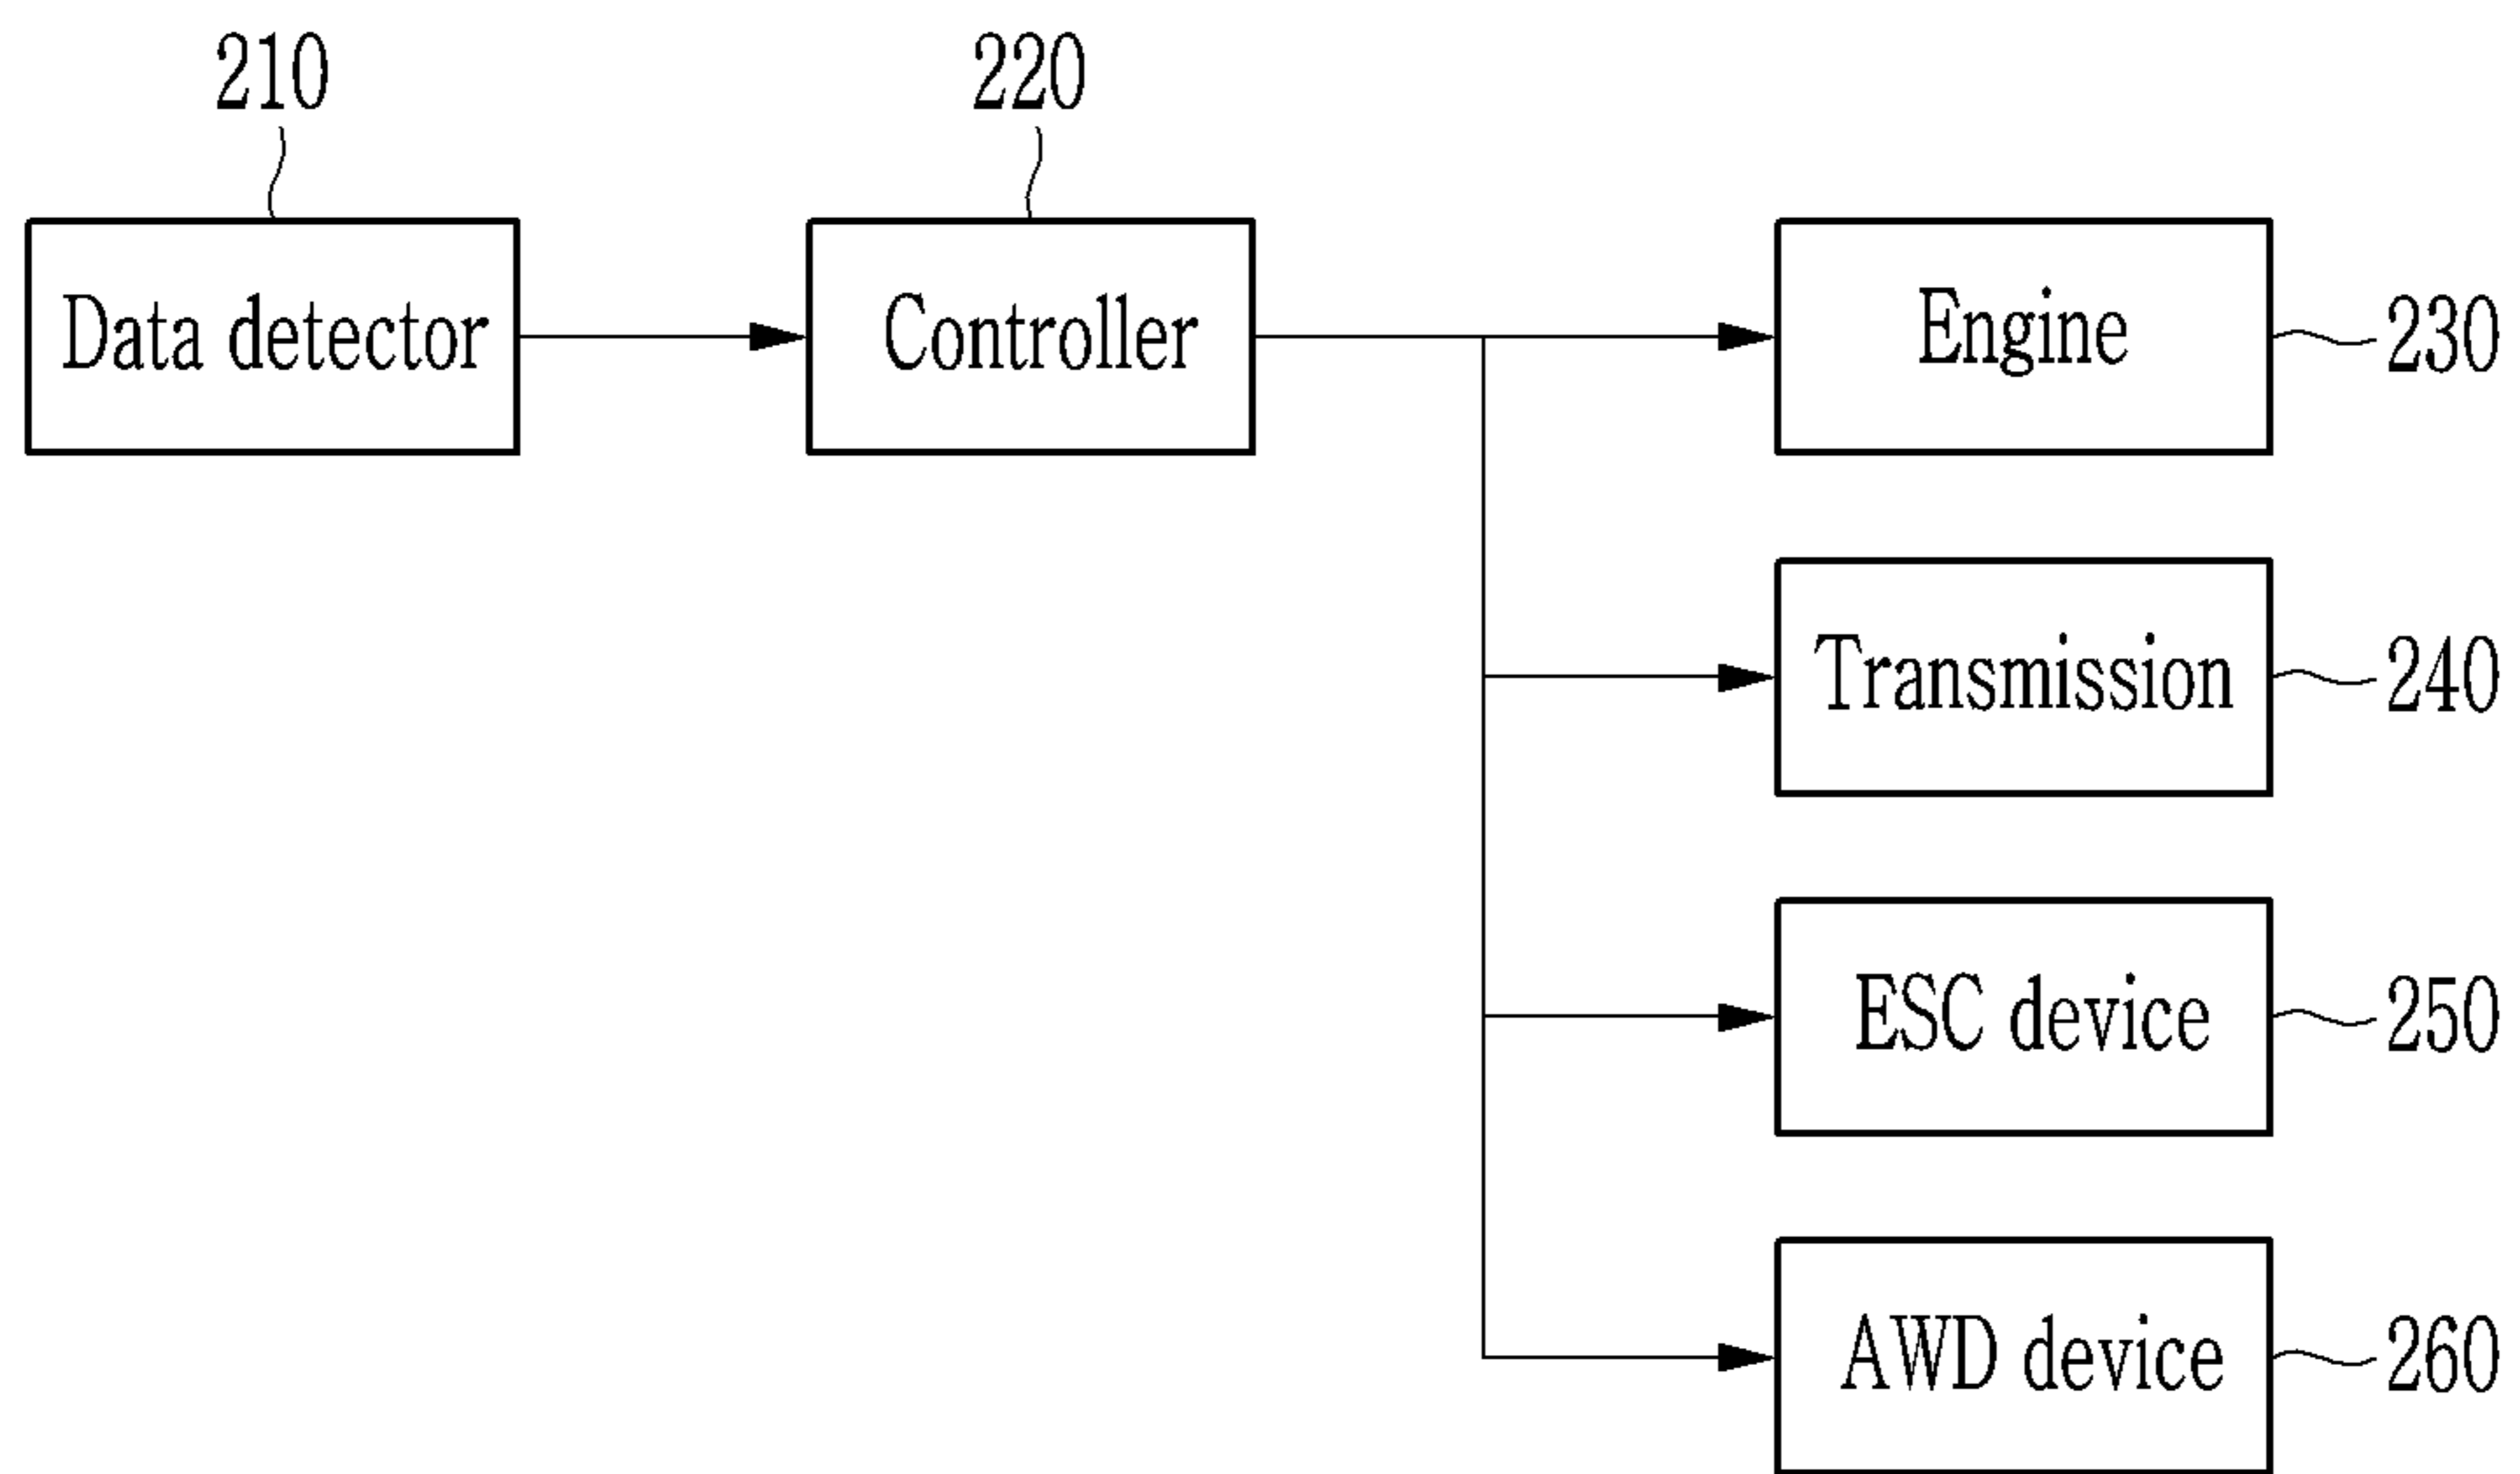 210
220
Data detector
Controller
Engine
230
Transmission
240
ESC device
250
AWD device
260